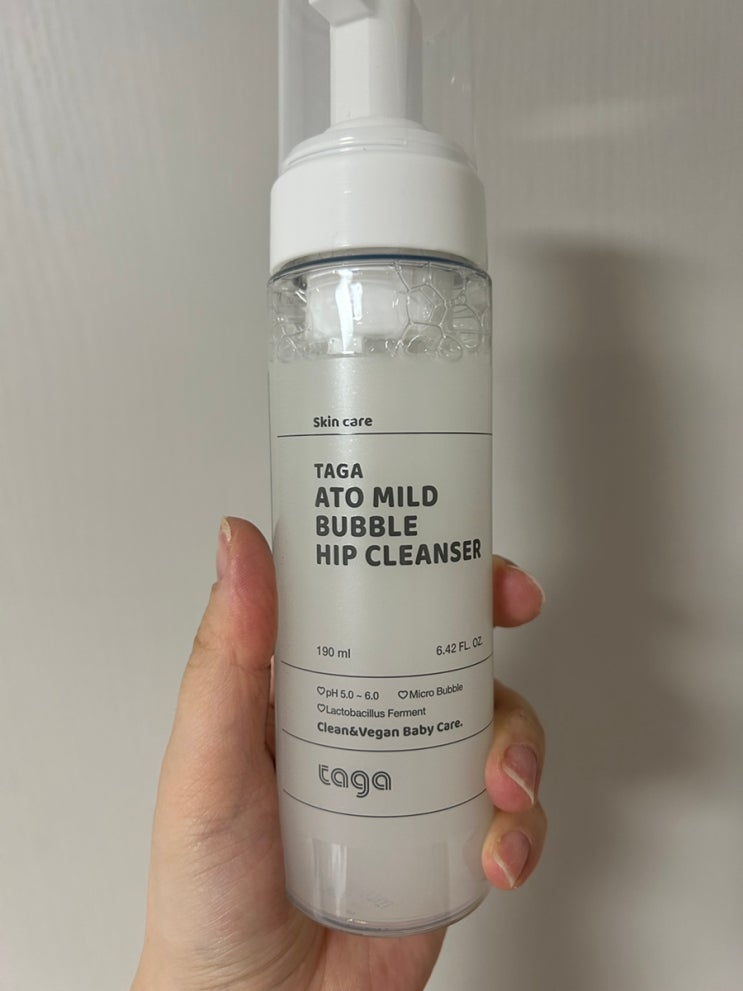 Skin care
TAGA
ATO MILD
BUBBLE
HIP CLEANSER
190 ml 6.42 FL. OZ.
♡pH 5.0 ~ 6.0 ♡Micro Bubble
♡Lactobacillus Ferment
Clean&Vegan Baby Care.
taga